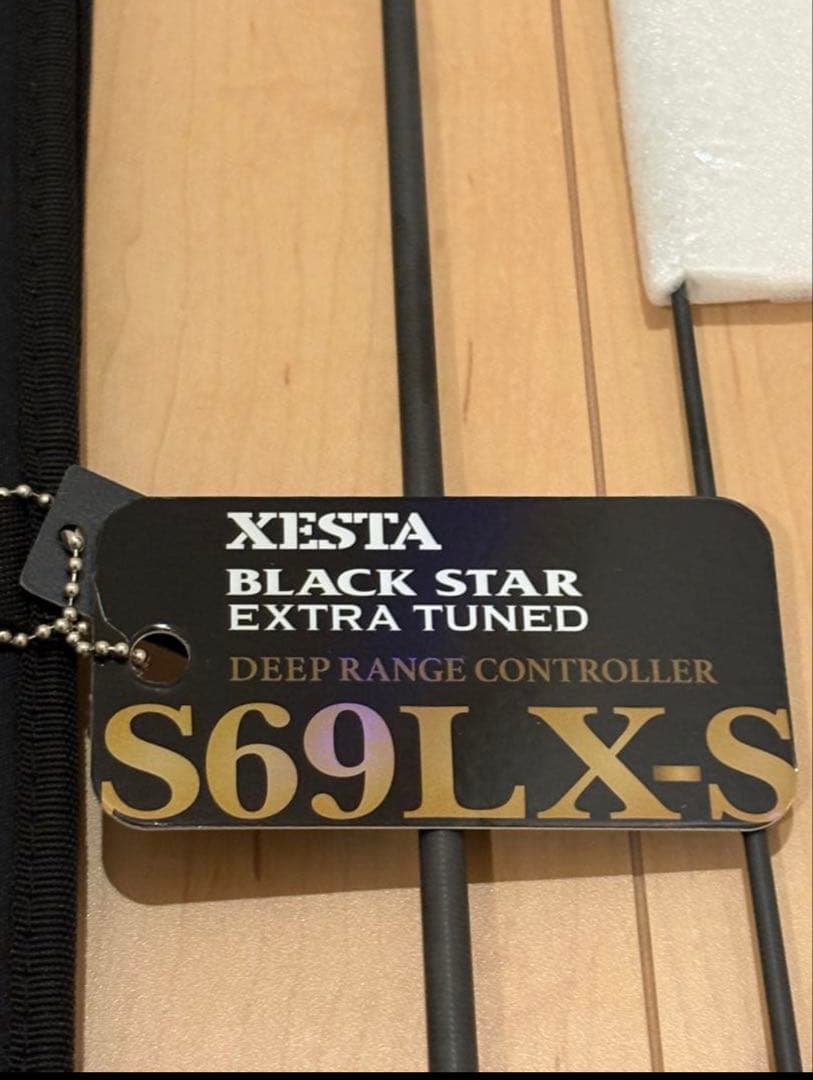 XESTA
BLACK STAR
EXTRA TUNED
DEEP RANGE CONTROLLER
S69LX-S